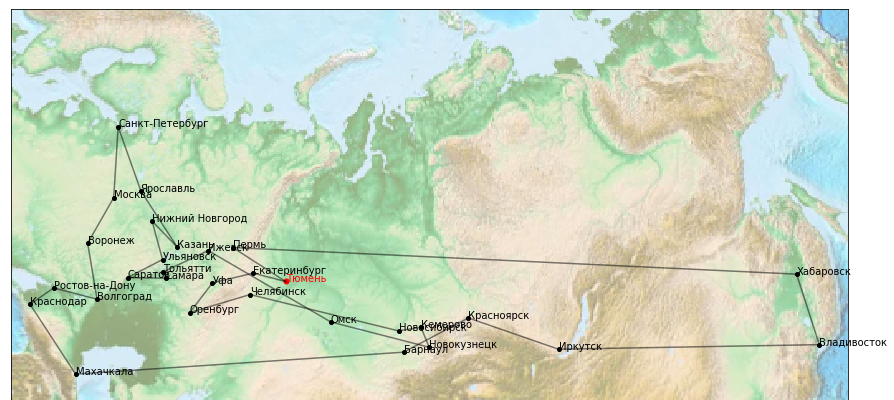 Санкт-Петербург
Ярославль
Москва
Нижний Новгород
Воронеж
Казань
Ижевск
Пермь
Ульяновск
Тольятти
Саратов
Самара
Уфа
Екатеринбург
Тюмень
Хабаровск
Ростов-на-Дону
Волгоград
Челябинск
Краснодар
Оренбург
Омск
Новосибирск
Кемерово
Красноярск
Новокузнецк
Барнаул
Иркутск
Владивосток
Махачкала